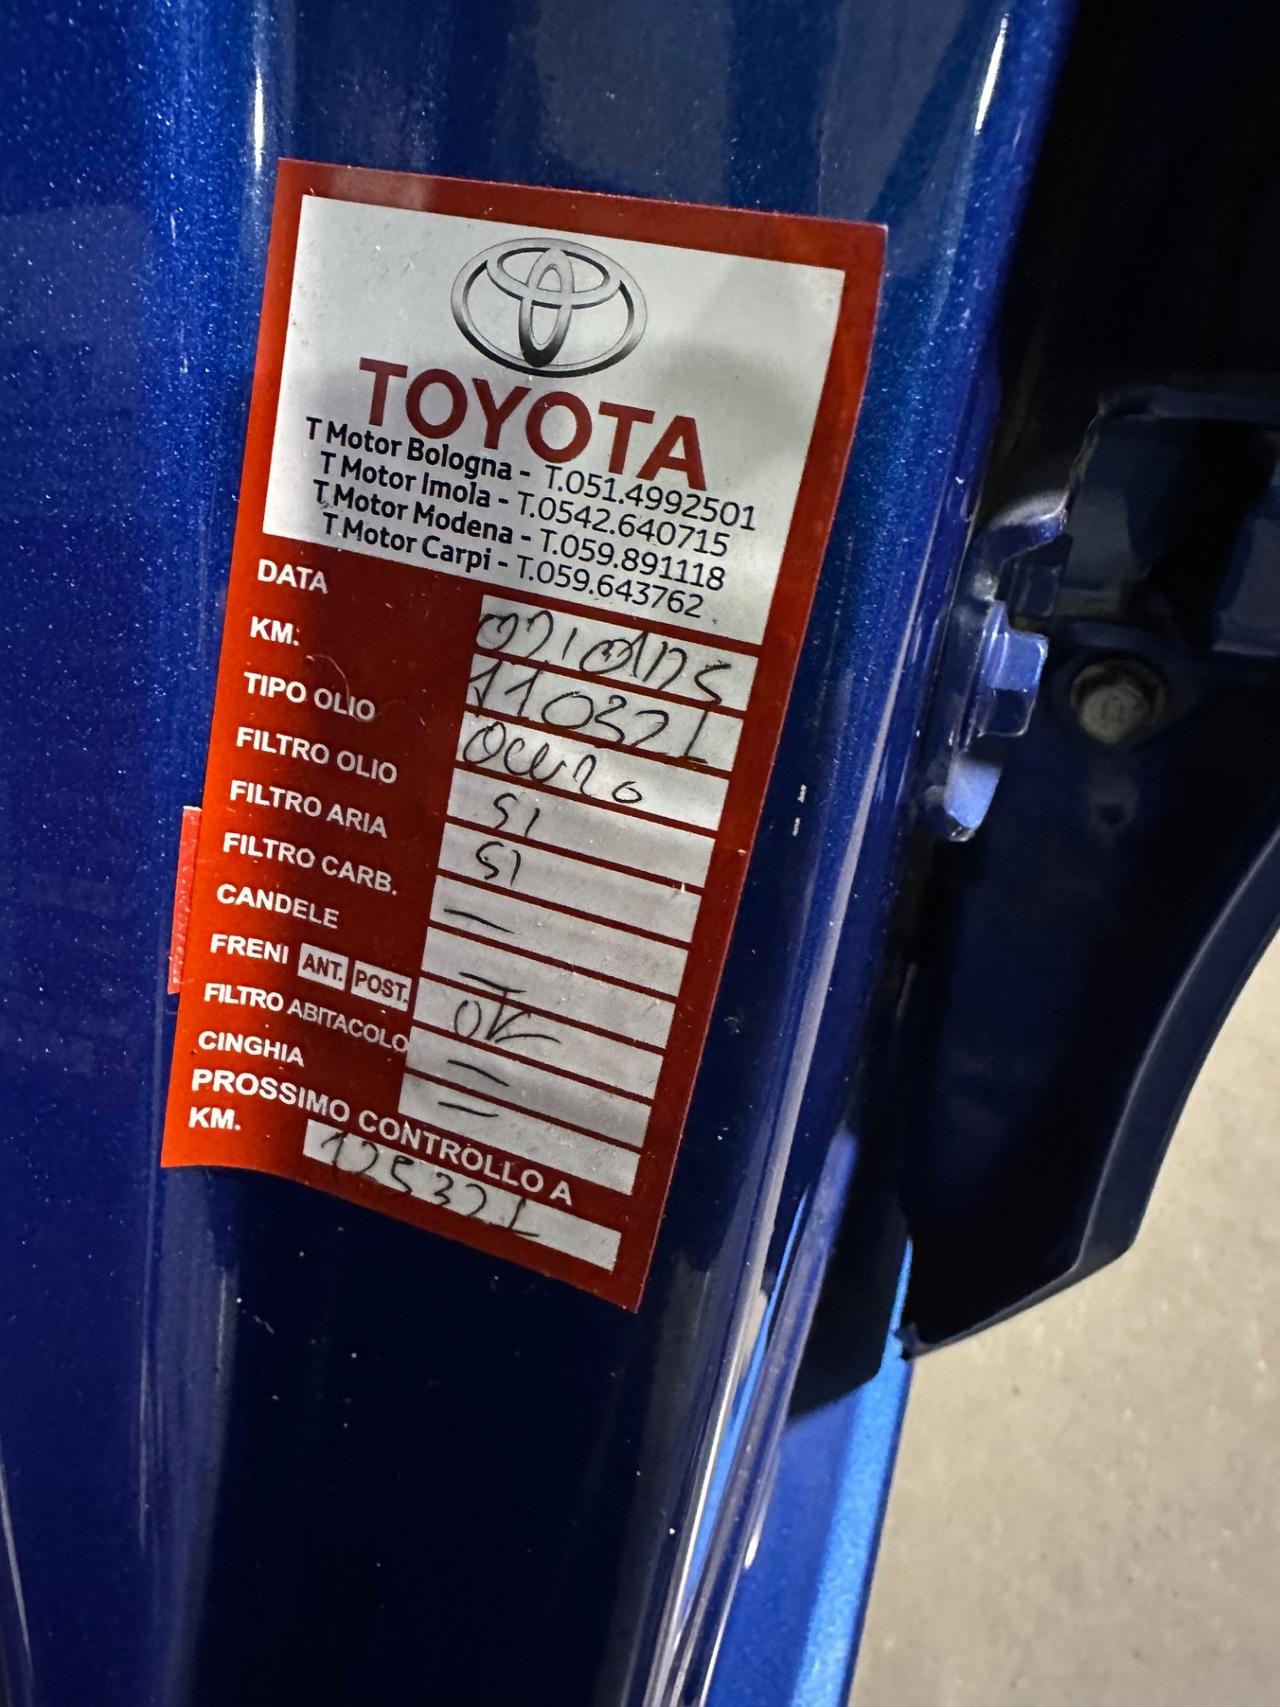 TOYOTA
T Motor Bologna - T.051.4992501
T Motor Imola - T.0542.640715
T Motor Modena - T.059.891118
T Motor Carpi - T.059.643762
DATA
KM. 110321
TIPO OLIO
FILTRO OLIO SI
FILTRO ARIA SI
FILTRO CARB. —
CANDELE —
FRENI ANT. POST. OK
FILTRO ABITACOLO —
CINGHIA —
PROSSIMO CONTROLLO A
KM. 125321